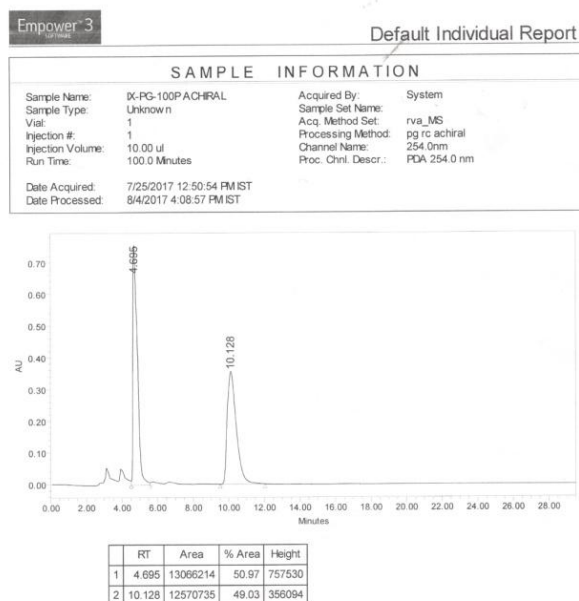 Empower™3
SOFTWARE
Default Individual Report
SAMPLE INFORMATION
Sample Name: IX-PG-100P ACHIRAL
Sample Type: Unknown
Vial: 1
Injection #: 1
Injection Volume: 10.00 ul
Run Time: 100.0 Minutes
Date Acquired: 7/25/2017 12:50:54 PM IST
Date Processed: 8/4/2017 4:08:57 PM IST
Acquired By: System
Sample Set Name:
Acq. Method Set: rva_MS
Processing Method: pg rc achiral
Channel Name: 254.0nm
Proc. Chnl. Descr.: PDA 254.0 nm
AU
0.70
0.60
0.50
0.40
0.30
0.20
0.10
0.00
4.695
10.128
0.00 2.00 4.00 6.00 8.00 10.00 12.00 14.00 16.00 18.00 20.00 22.00 24.00 26.00 28.00
Minutes
RT Area % Area Height
1 4.695 13066214 50.97 757530
2 10.128 12570735 49.03 356094